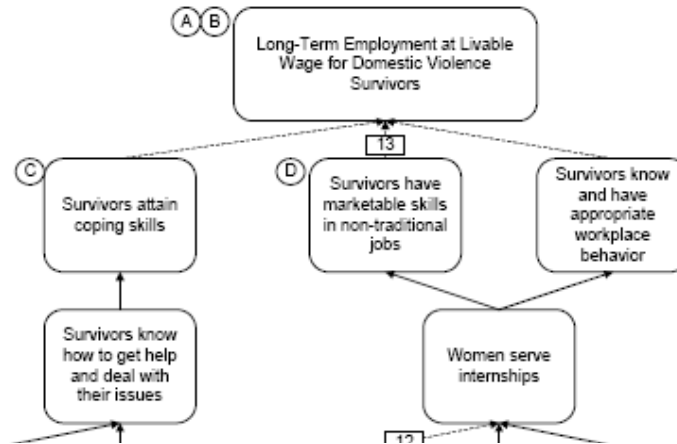 A B
Long-Term Employment at Livable
Wage for Domestic Violence
Survivors
13
C
Survivors attain
coping skills
D
Survivors have
marketable skills
in non-traditional
jobs
Survivors know
and have
appropriate
workplace
behavior
Survivors know
how to get help
and deal with
their issues
Women serve
internships
12